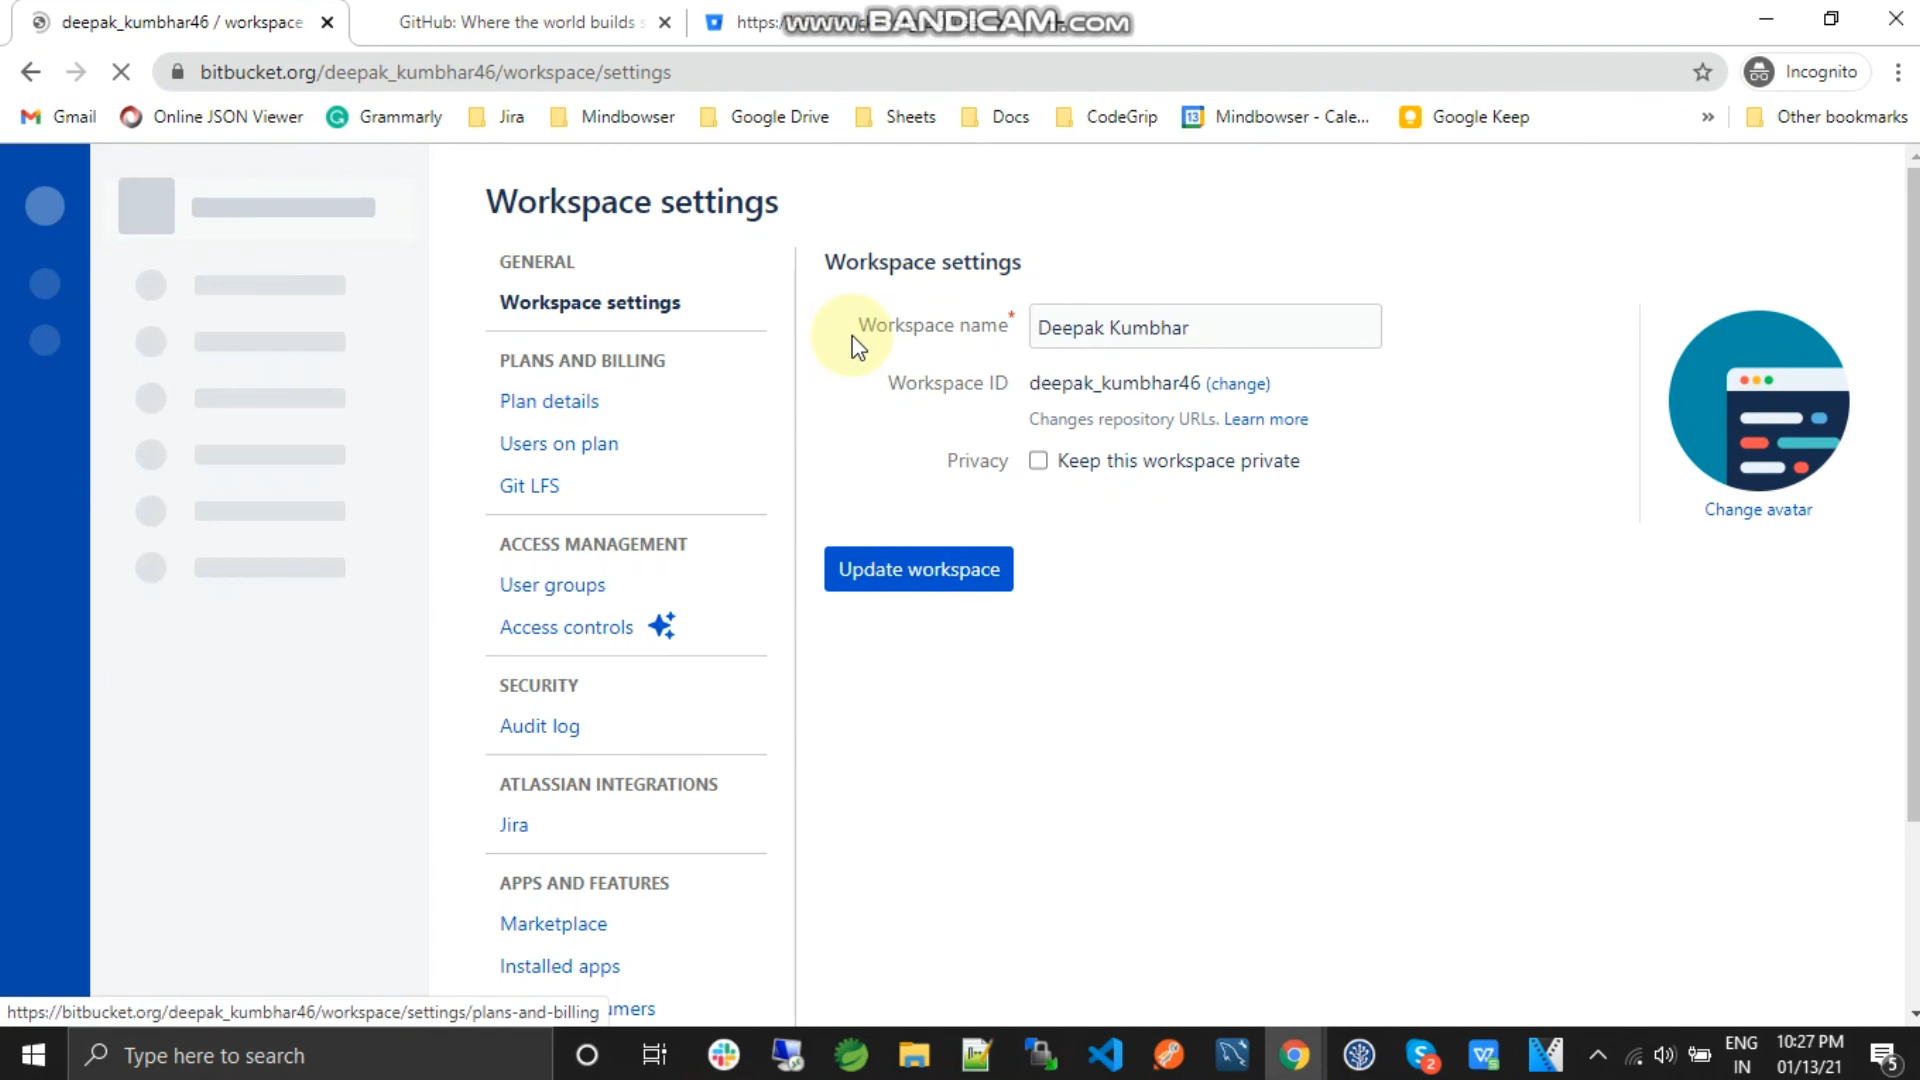 deepak_kumbhar46 / workspace
GitHub: Where the world builds s
https:/
www.BANDICAM.com
bitbucket.org/deepak_kumbhar46/workspace/settings
Incognito
Gmail
Online JSON Viewer
Grammarly
Jira
Mindbowser
Google Drive
Sheets
Docs
CodeGrip
13
Mindbowser - Cale...
Google Keep
»
Other bookmarks
Workspace settings
GENERAL
Workspace settings
PLANS AND BILLING
Plan details
Users on plan
Git LFS
ACCESS MANAGEMENT
User groups
Access controls
SECURITY
Audit log
ATLASSIAN INTEGRATIONS
Jira
APPS AND FEATURES
Marketplace
Installed apps
umers
Workspace settings
Workspace name*
Deepak Kumbhar
Workspace ID
deepak_kumbhar46 (change)
Changes repository URLs. Learn more
Privacy
Keep this workspace private
Update workspace
Change avatar
https://bitbucket.org/deepak_kumbhar46/workspace/settings/plans-and-billing
Type here to search
2
ENG
IN
10:27 PM
01/13/21
5